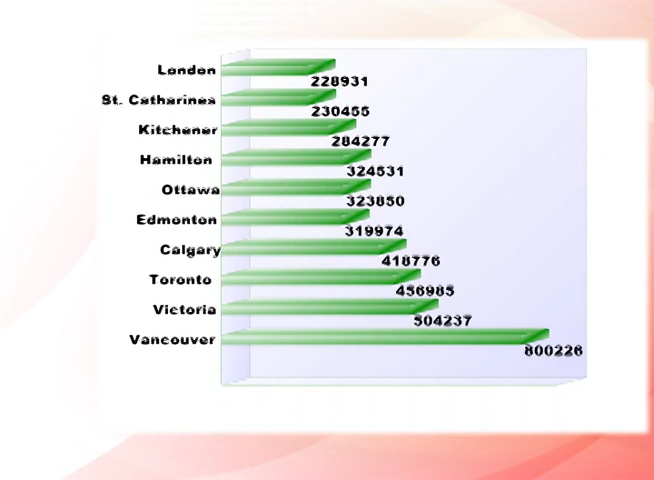 London
228931
St. Catharines
230455
Kitchener
284277
Hamilton
324531
Ottawa
323850
Edmonton
319974
Calgary
418776
Toronto
456985
Victoria
504237
Vancouver
800226